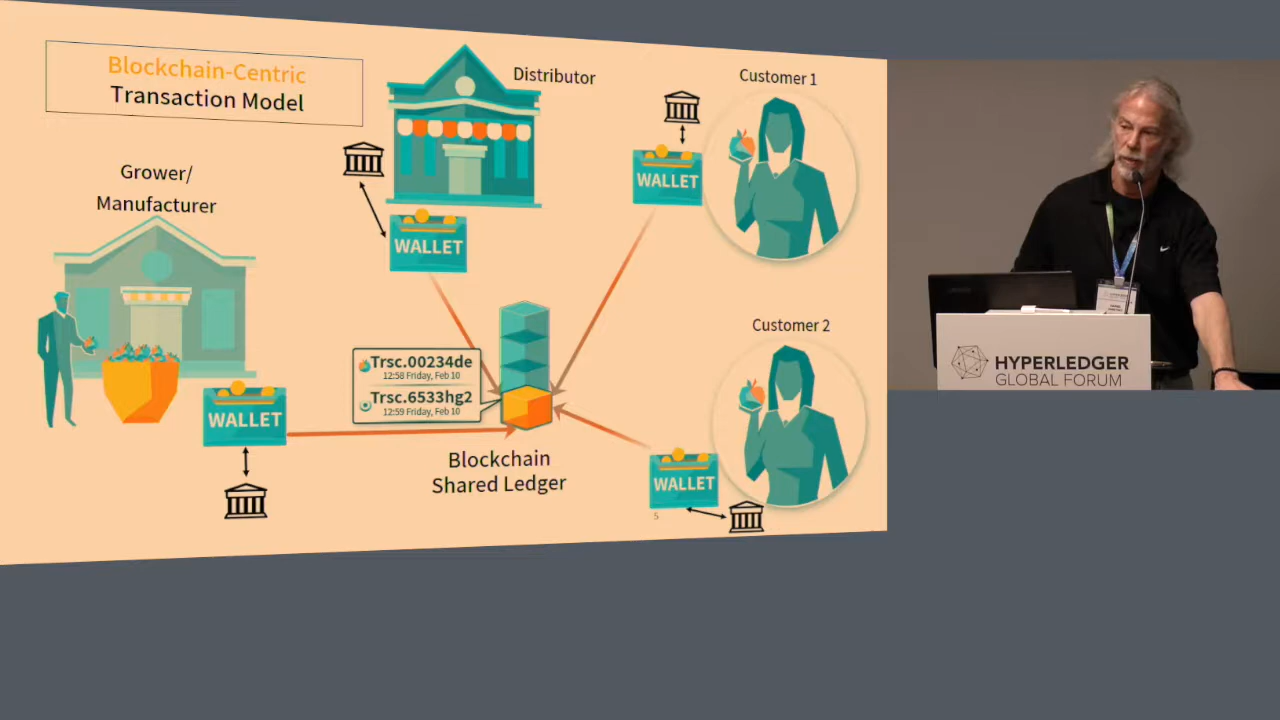 Blockchain-Centric
Transaction Model
Distributor
Customer 1
Grower/
Manufacturer
WALLET
WALLET
WALLET
Customer 2
Trsc.00234de
12:58 Friday, Feb 10
Trsc.6533hg2
12:59 Friday, Feb 10
WALLET
Blockchain
Shared Ledger
5
HYPERLEDGER
GLOBAL FORUM